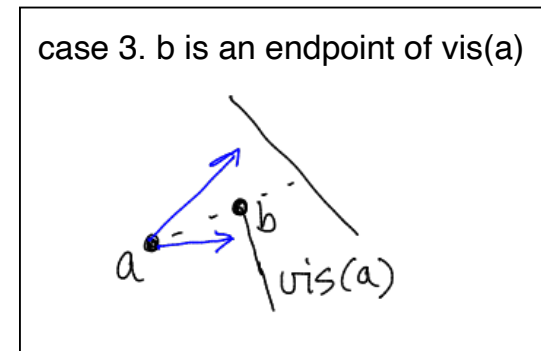 case 3. b is an endpoint of vis(a)
b
a
vis(a)